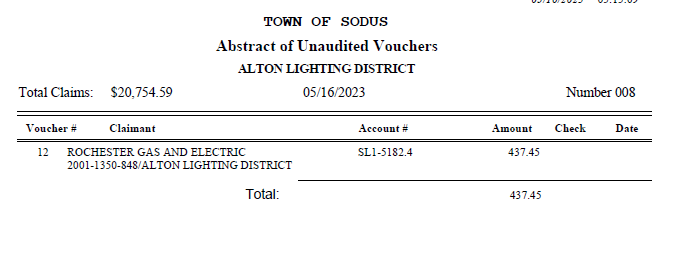 TOWN OF SODUS
Abstract of Unaudited Vouchers
ALTON LIGHTING DISTRICT
Total Claims: $20,754.59 05/16/2023 Number 008
Voucher # Claimant Account # Amount Check Date
12 ROCHESTER GAS AND ELECTRIC SL1-5182.4 437.45
2001-1350-848/ALTON LIGHTING DISTRICT
Total: 437.45